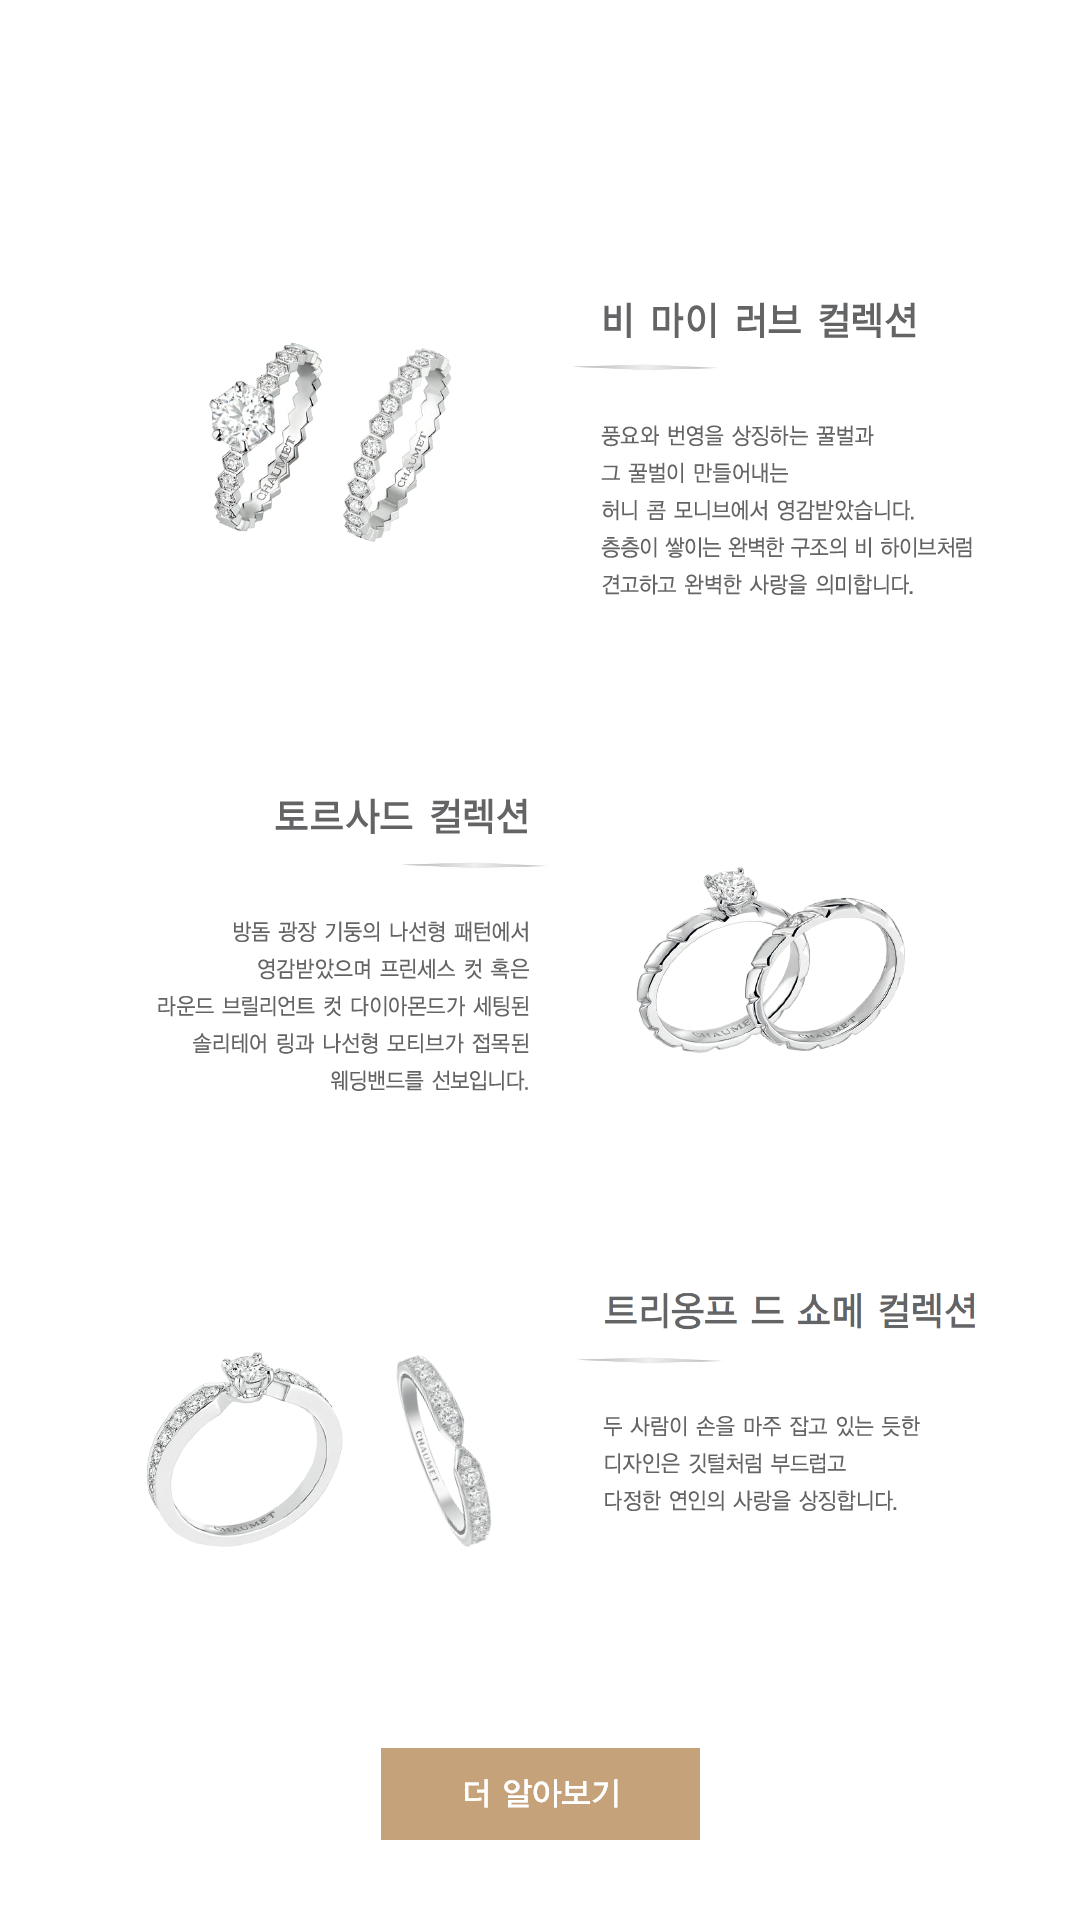 비 마이 러브 컬렉션
풍요와 번영을 상징하는 꿀벌과
그 꿀벌이 만들어내는
허니 콤 모니브에서 영감받았습니다.
층층이 쌓이는 완벽한 구조의 비 하이브처럼
견고하고 완벽한 사랑을 의미합니다.
CHAUMET
CHAUMET
토르사드 컬렉션
방돔 광장 기둥의 나선형 패턴에서
영감받았으며 프린세스 컷 혹은
라운드 브릴리언트 컷 다이아몬드가 세팅된
솔리테어 링과 나선형 모티브가 접목된
웨딩밴드를 선보입니다.
CHAUME
CHAUMET
트리옹프 드 쇼메 컬렉션
두 사람이 손을 마주 잡고 있는 듯한
디자인은 깃털처럼 부드럽고
다정한 연인의 사랑을 상징합니다.
CHAUMET
CHAUMET
더 알아보기